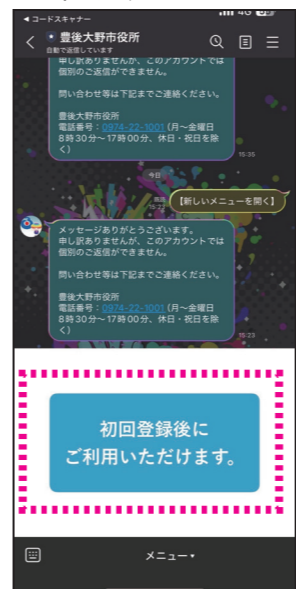 ◀コードスキャナー
4G
豊後大野市役所
自動で返信しています
申し訳ありませんが、このアカウントでは
個別のご返信ができません。
問い合わせ等は下記までご連絡ください。
豊後大野市役所
電話番号：0974-22-1001 (月～金曜日
8時30分～17時00分、休日・祝日を除
く)
15:35
今日
既読
15:22
【新しいメニューを開く】
メッセージありがとうございます。
申し訳ありませんが、このアカウントでは
個別のご返信ができません。
問い合わせ等は下記までご連絡ください。
豊後大野市役所
電話番号：0974-22-1001 (月～金曜日
8時30分～17時00分、休日・祝日を除
く)
15:23
初回登録後に
ご利用いただけます。
メニュー▾